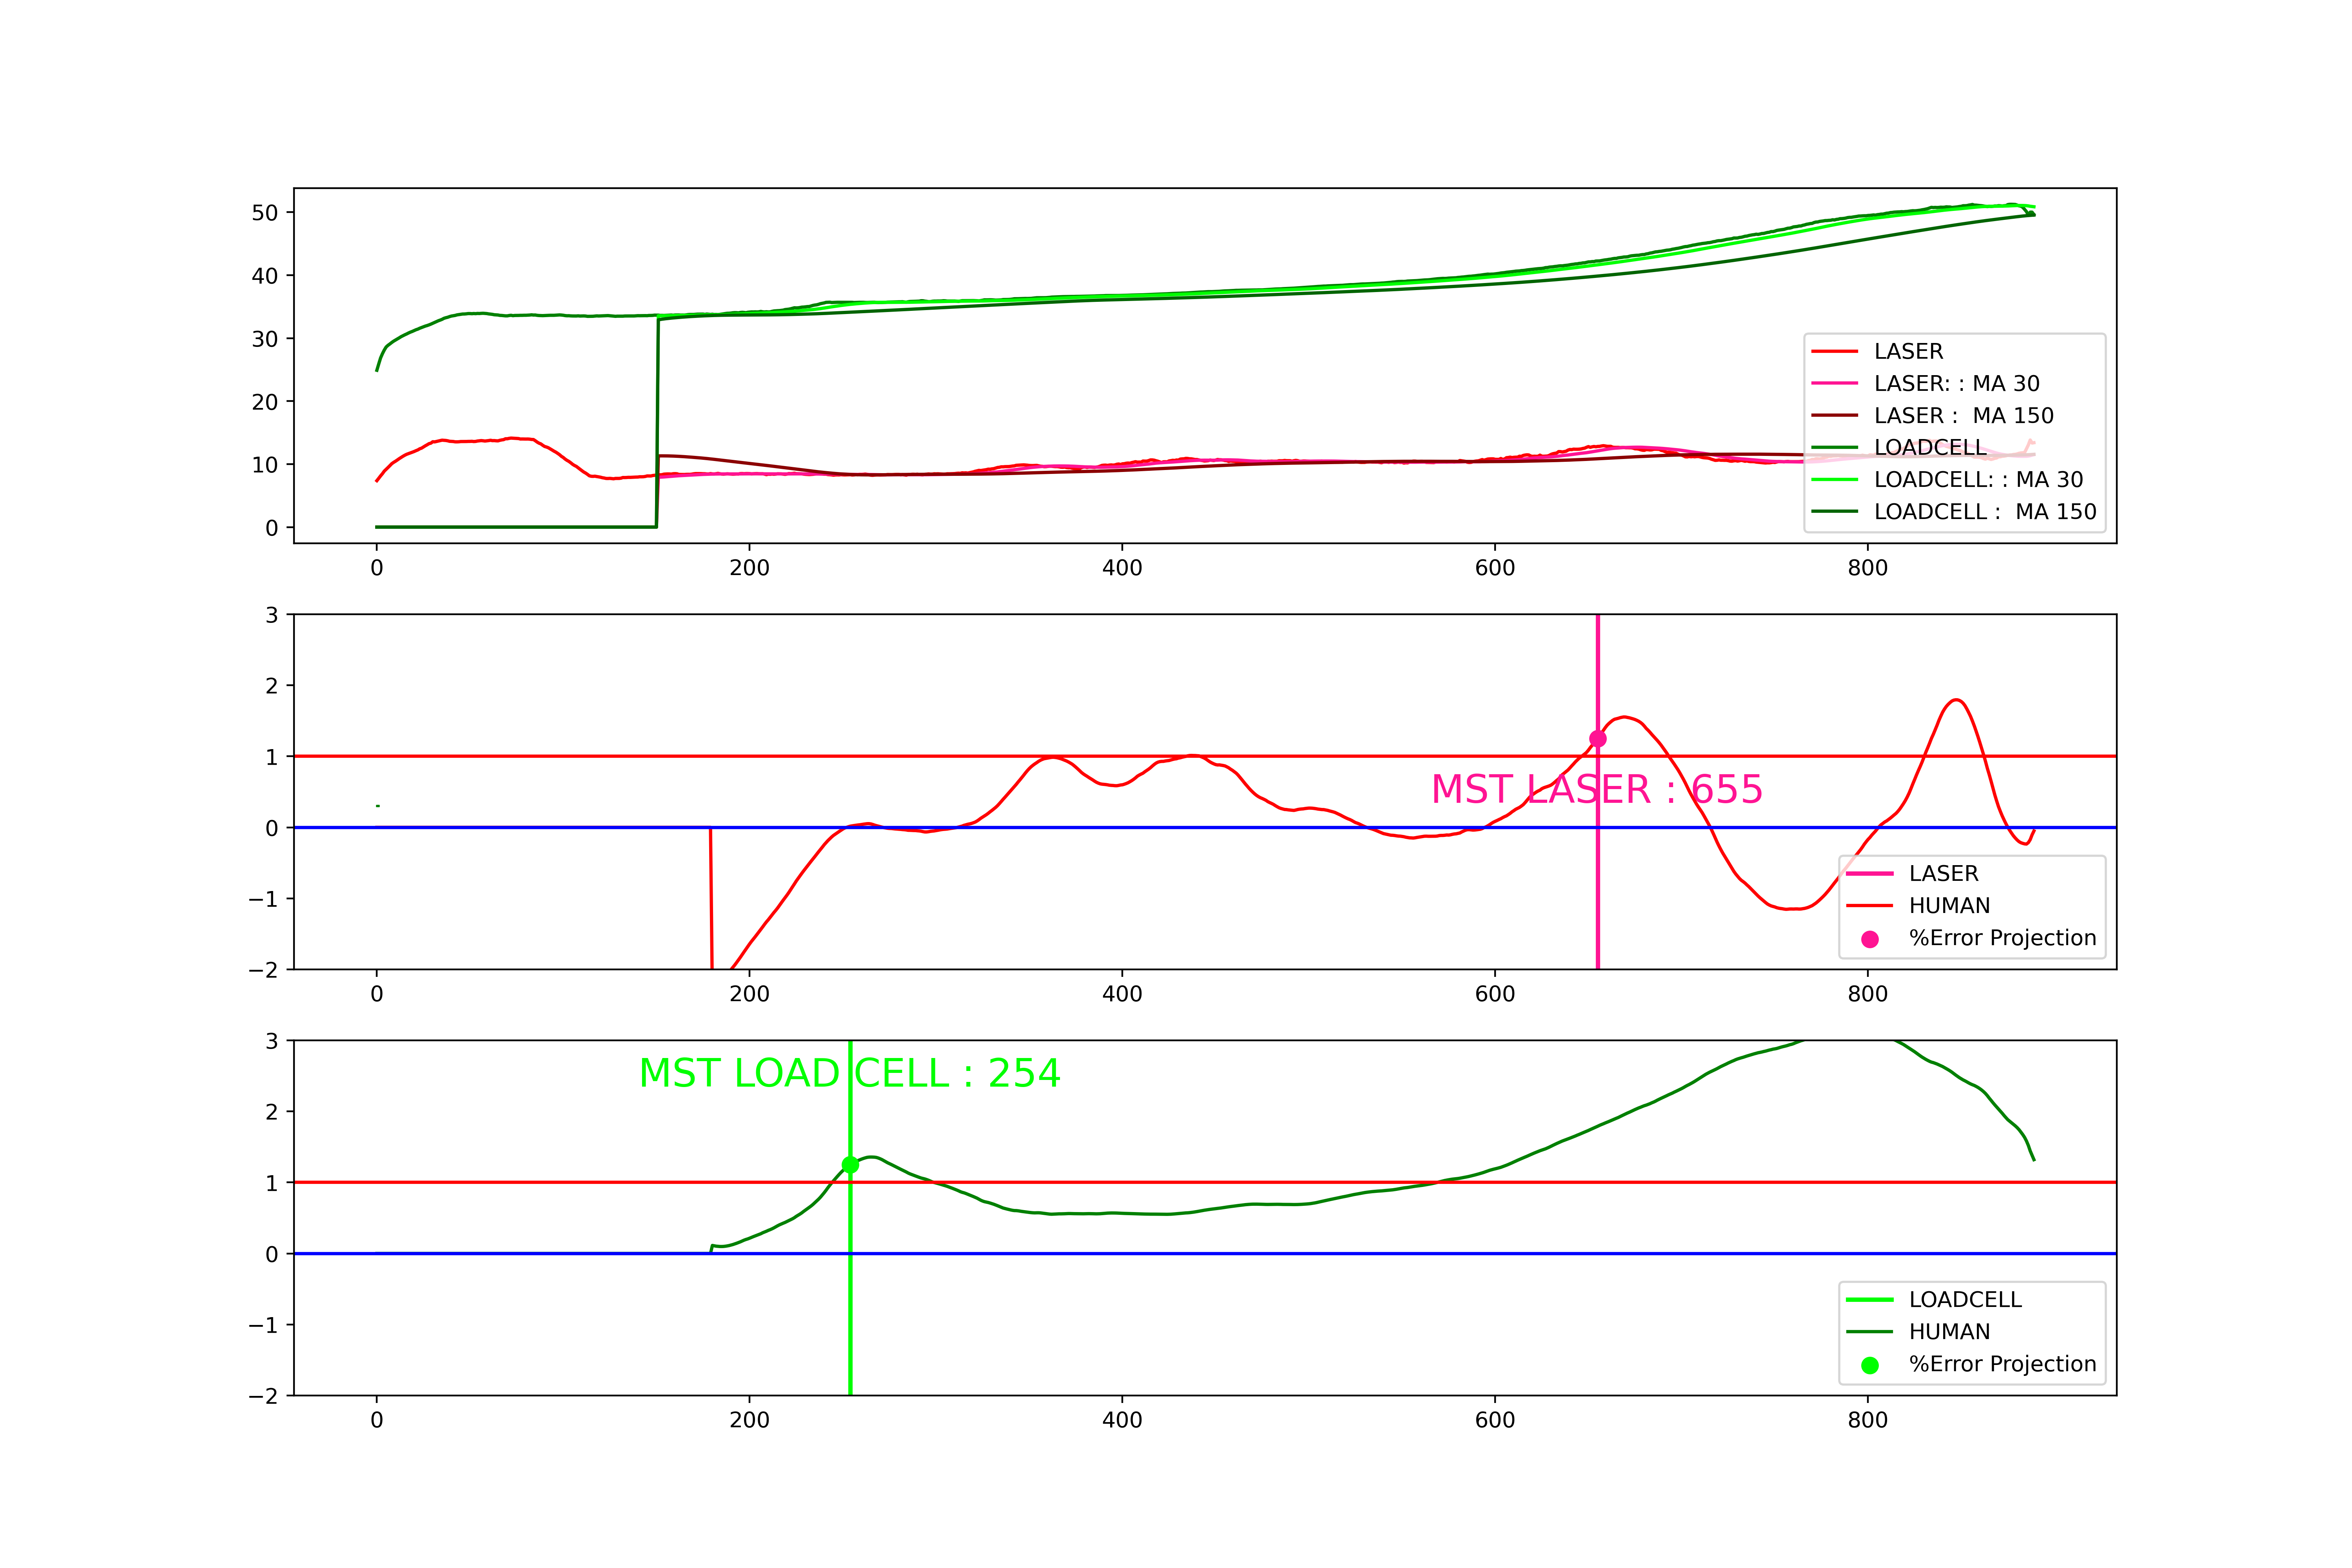 50
40
30
20
10
0
LASER
LASER: : MA 30
LASER :  MA 150
LOADCELL
LOADCELL: : MA 30
LOADCELL :  MA 150
0 200 400 600 800
3
2
1
0
−1
−2
MST LASER : 655
LASER
HUMAN
%Error Projection
0 200 400 600 800
3
2
1
0
−1
−2
MST LOAD CELL : 254
LOADCELL
HUMAN
%Error Projection
0 200 400 600 800